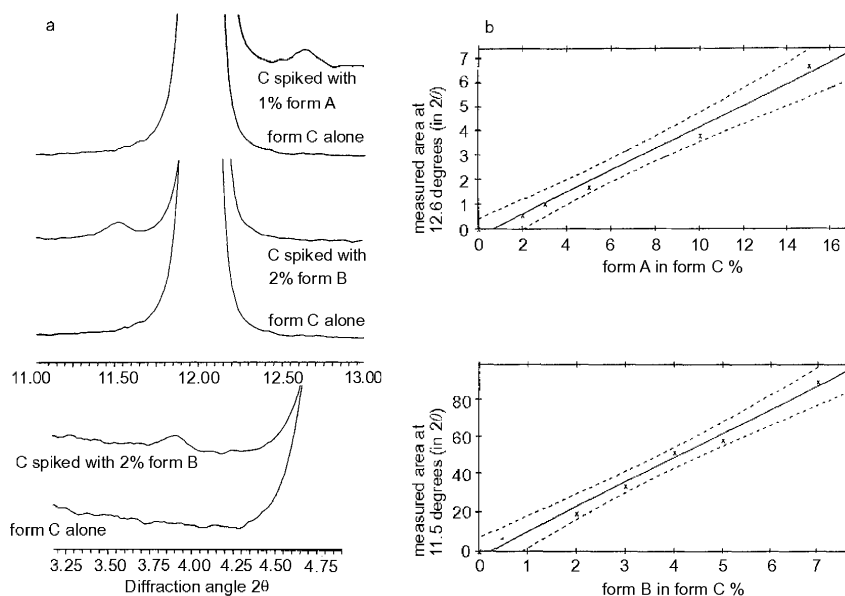 a
C spiked with
1% form A
form C alone
C spiked with
2% form B
form C alone
11.00 11.50 12.00 12.50 13.00
C spiked with 2% form B
form C alone
3.25 3.75 4.00 4.25 4.50 4.75
Diffraction angle 2θ
b
measured area at
12.6 degrees (in 2θ)
7
6
5
4
3
2
1
0
0 2 4 6 8 10 12 14 16
form A in form C %
measured area at
11.5 degrees (in 2θ)
80
60
40
20
0
0 1 2 3 4 5 6 7
form B in form C %